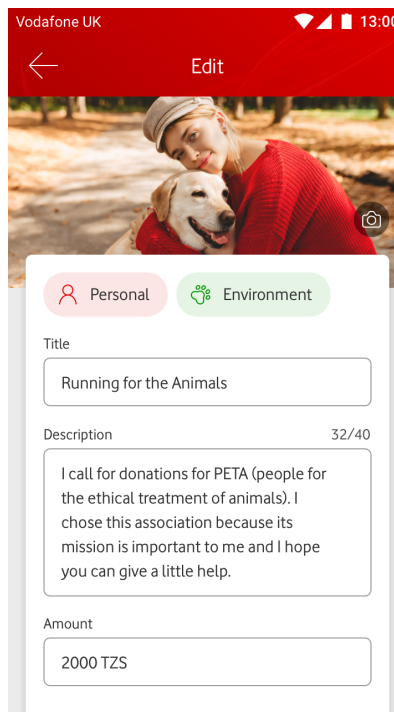 Vodafone UK 13:00
Edit
Personal Environment
Title
Running for the Animals
Description 32/40
I call for donations for PETA (people for
the ethical treatment of animals). I
chose this association because its
mission is important to me and I hope
you can give a little help.
Amount
2000 TZS